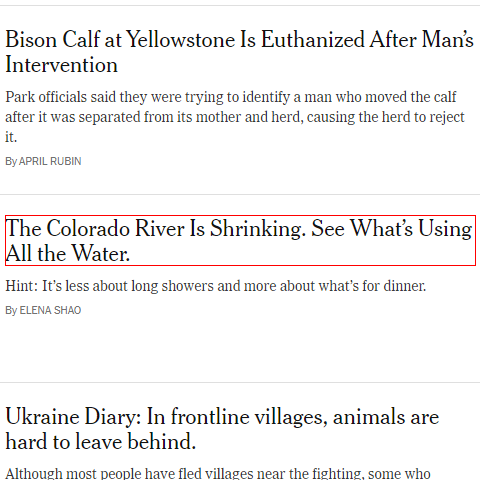 Bison Calf at Yellowstone Is Euthanized After Man’s
Intervention
Park officials said they were trying to identify a man who moved the calf
after it was separated from its mother and herd, causing the herd to reject
it.
By APRIL RUBIN
The Colorado River Is Shrinking. See What’s Using
All the Water.
Hint: It’s less about long showers and more about what’s for dinner.
By ELENA SHAO
Ukraine Diary: In frontline villages, animals are
hard to leave behind.
Although most people have fled villages near the fighting, some who